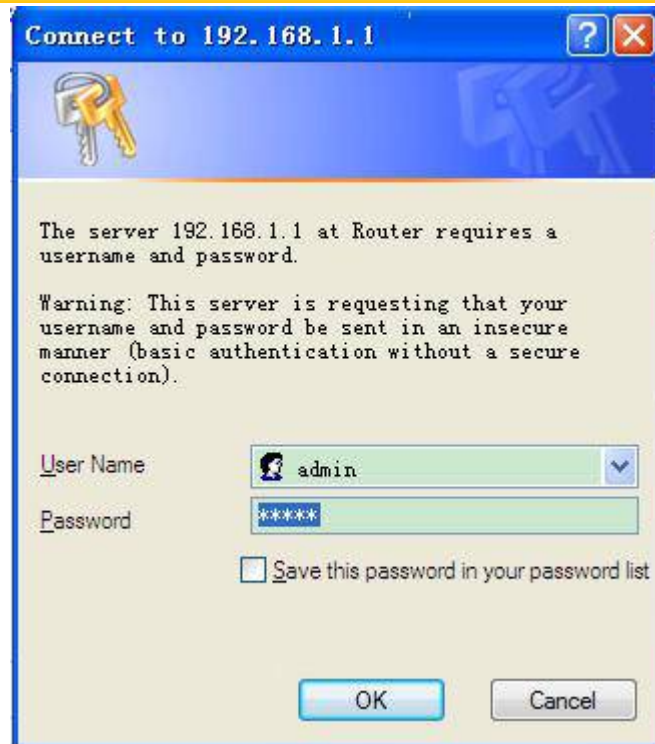 Connect to 192.168.1.1
The server 192.168.1.1 at Router requires a
username and password.
Warning: This server is requesting that your
username and password be sent in an insecure
manner (basic authentication without a secure
connection).
User Name
admin
Password
*****
Save this password in your password list
OK
Cancel